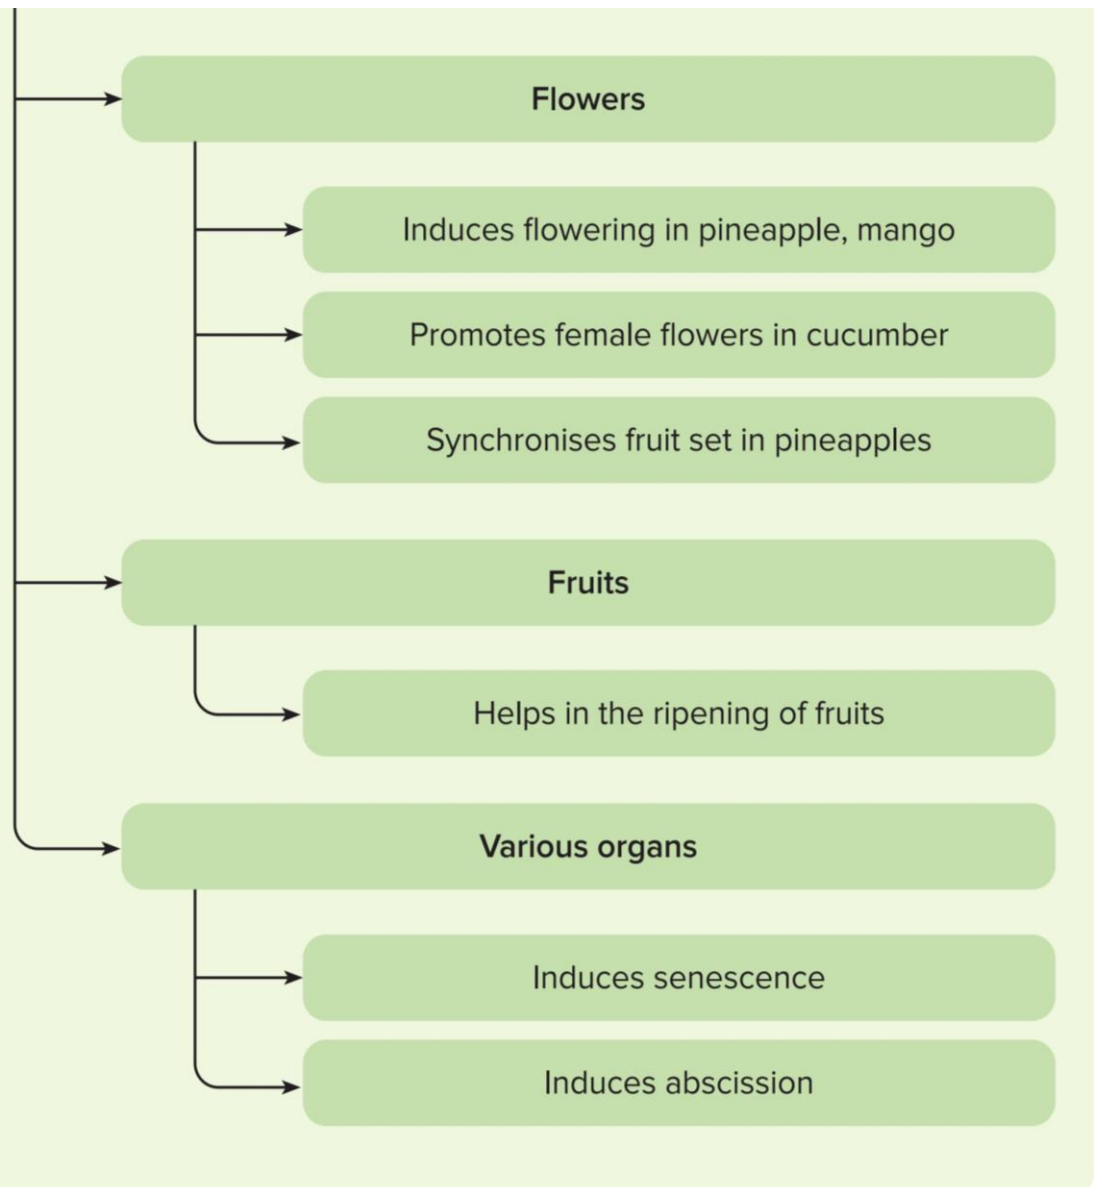 Flowers
Induces flowering in pineapple, mango
Promotes female flowers in cucumber
Synchronises fruit set in pineapples
Fruits
Helps in the ripening of fruits
Various organs
Induces senescence
Induces abscission